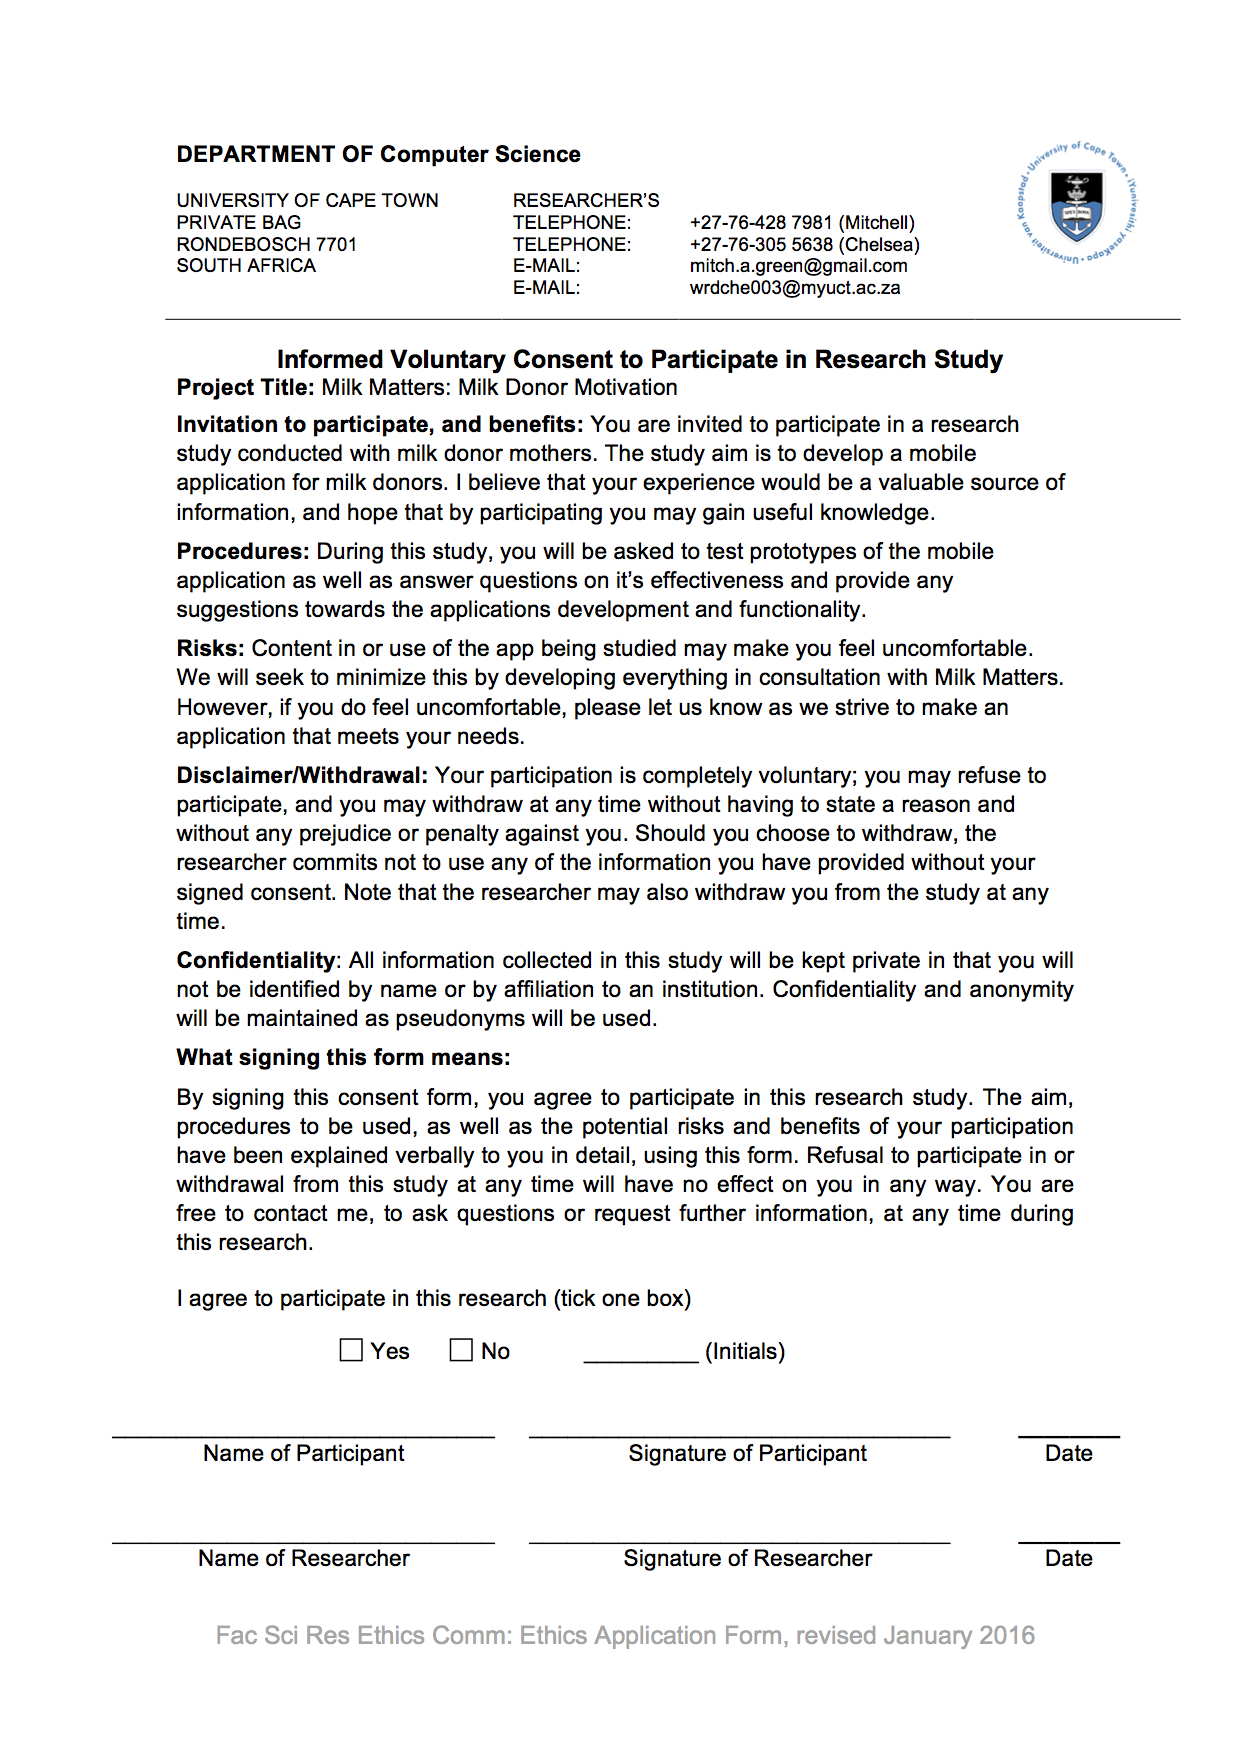 DEPARTMENT OF Computer Science
University of Cape Town · iYunivesithi yaseKapa · Universiteit van Kaapstad ·
SPES BONA
UNIVERSITY OF CAPE TOWN RESEARCHER’S
PRIVATE BAG TELEPHONE: +27-76-428 7981 (Mitchell)
RONDEBOSCH 7701 TELEPHONE: +27-76-305 5638 (Chelsea)
SOUTH AFRICA E-MAIL: mitch.a.green@gmail.com
E-MAIL: wrdche003@myuct.ac.za
Informed Voluntary Consent to Participate in Research Study
Project Title: Milk Matters: Milk Donor Motivation
Invitation to participate, and benefits: You are invited to participate in a research
study conducted with milk donor mothers. The study aim is to develop a mobile
application for milk donors. I believe that your experience would be a valuable source of
information, and hope that by participating you may gain useful knowledge.
Procedures: During this study, you will be asked to test prototypes of the mobile
application as well as answer questions on it’s effectiveness and provide any
suggestions towards the applications development and functionality.
Risks: Content in or use of the app being studied may make you feel uncomfortable.
We will seek to minimize this by developing everything in consultation with Milk Matters.
However, if you do feel uncomfortable, please let us know as we strive to make an
application that meets your needs.
Disclaimer/Withdrawal: Your participation is completely voluntary; you may refuse to
participate, and you may withdraw at any time without having to state a reason and
without any prejudice or penalty against you. Should you choose to withdraw, the
researcher commits not to use any of the information you have provided without your
signed consent. Note that the researcher may also withdraw you from the study at any
time.
Confidentiality: All information collected in this study will be kept private in that you will
not be identified by name or by affiliation to an institution. Confidentiality and anonymity
will be maintained as pseudonyms will be used.
What signing this form means:
By signing this consent form, you agree to participate in this research study. The aim,
procedures to be used, as well as the potential risks and benefits of your participation
have been explained verbally to you in detail, using this form. Refusal to participate in or
withdrawal from this study at any time will have no effect on you in any way. You are
free to contact me, to ask questions or request further information, at any time during
this research.
I agree to participate in this research (tick one box)
Yes No _________ (Initials)
Name of Participant Signature of Participant Date
Name of Researcher Signature of Researcher Date
Fac Sci Res Ethics Comm: Ethics Application Form, revised January 2016